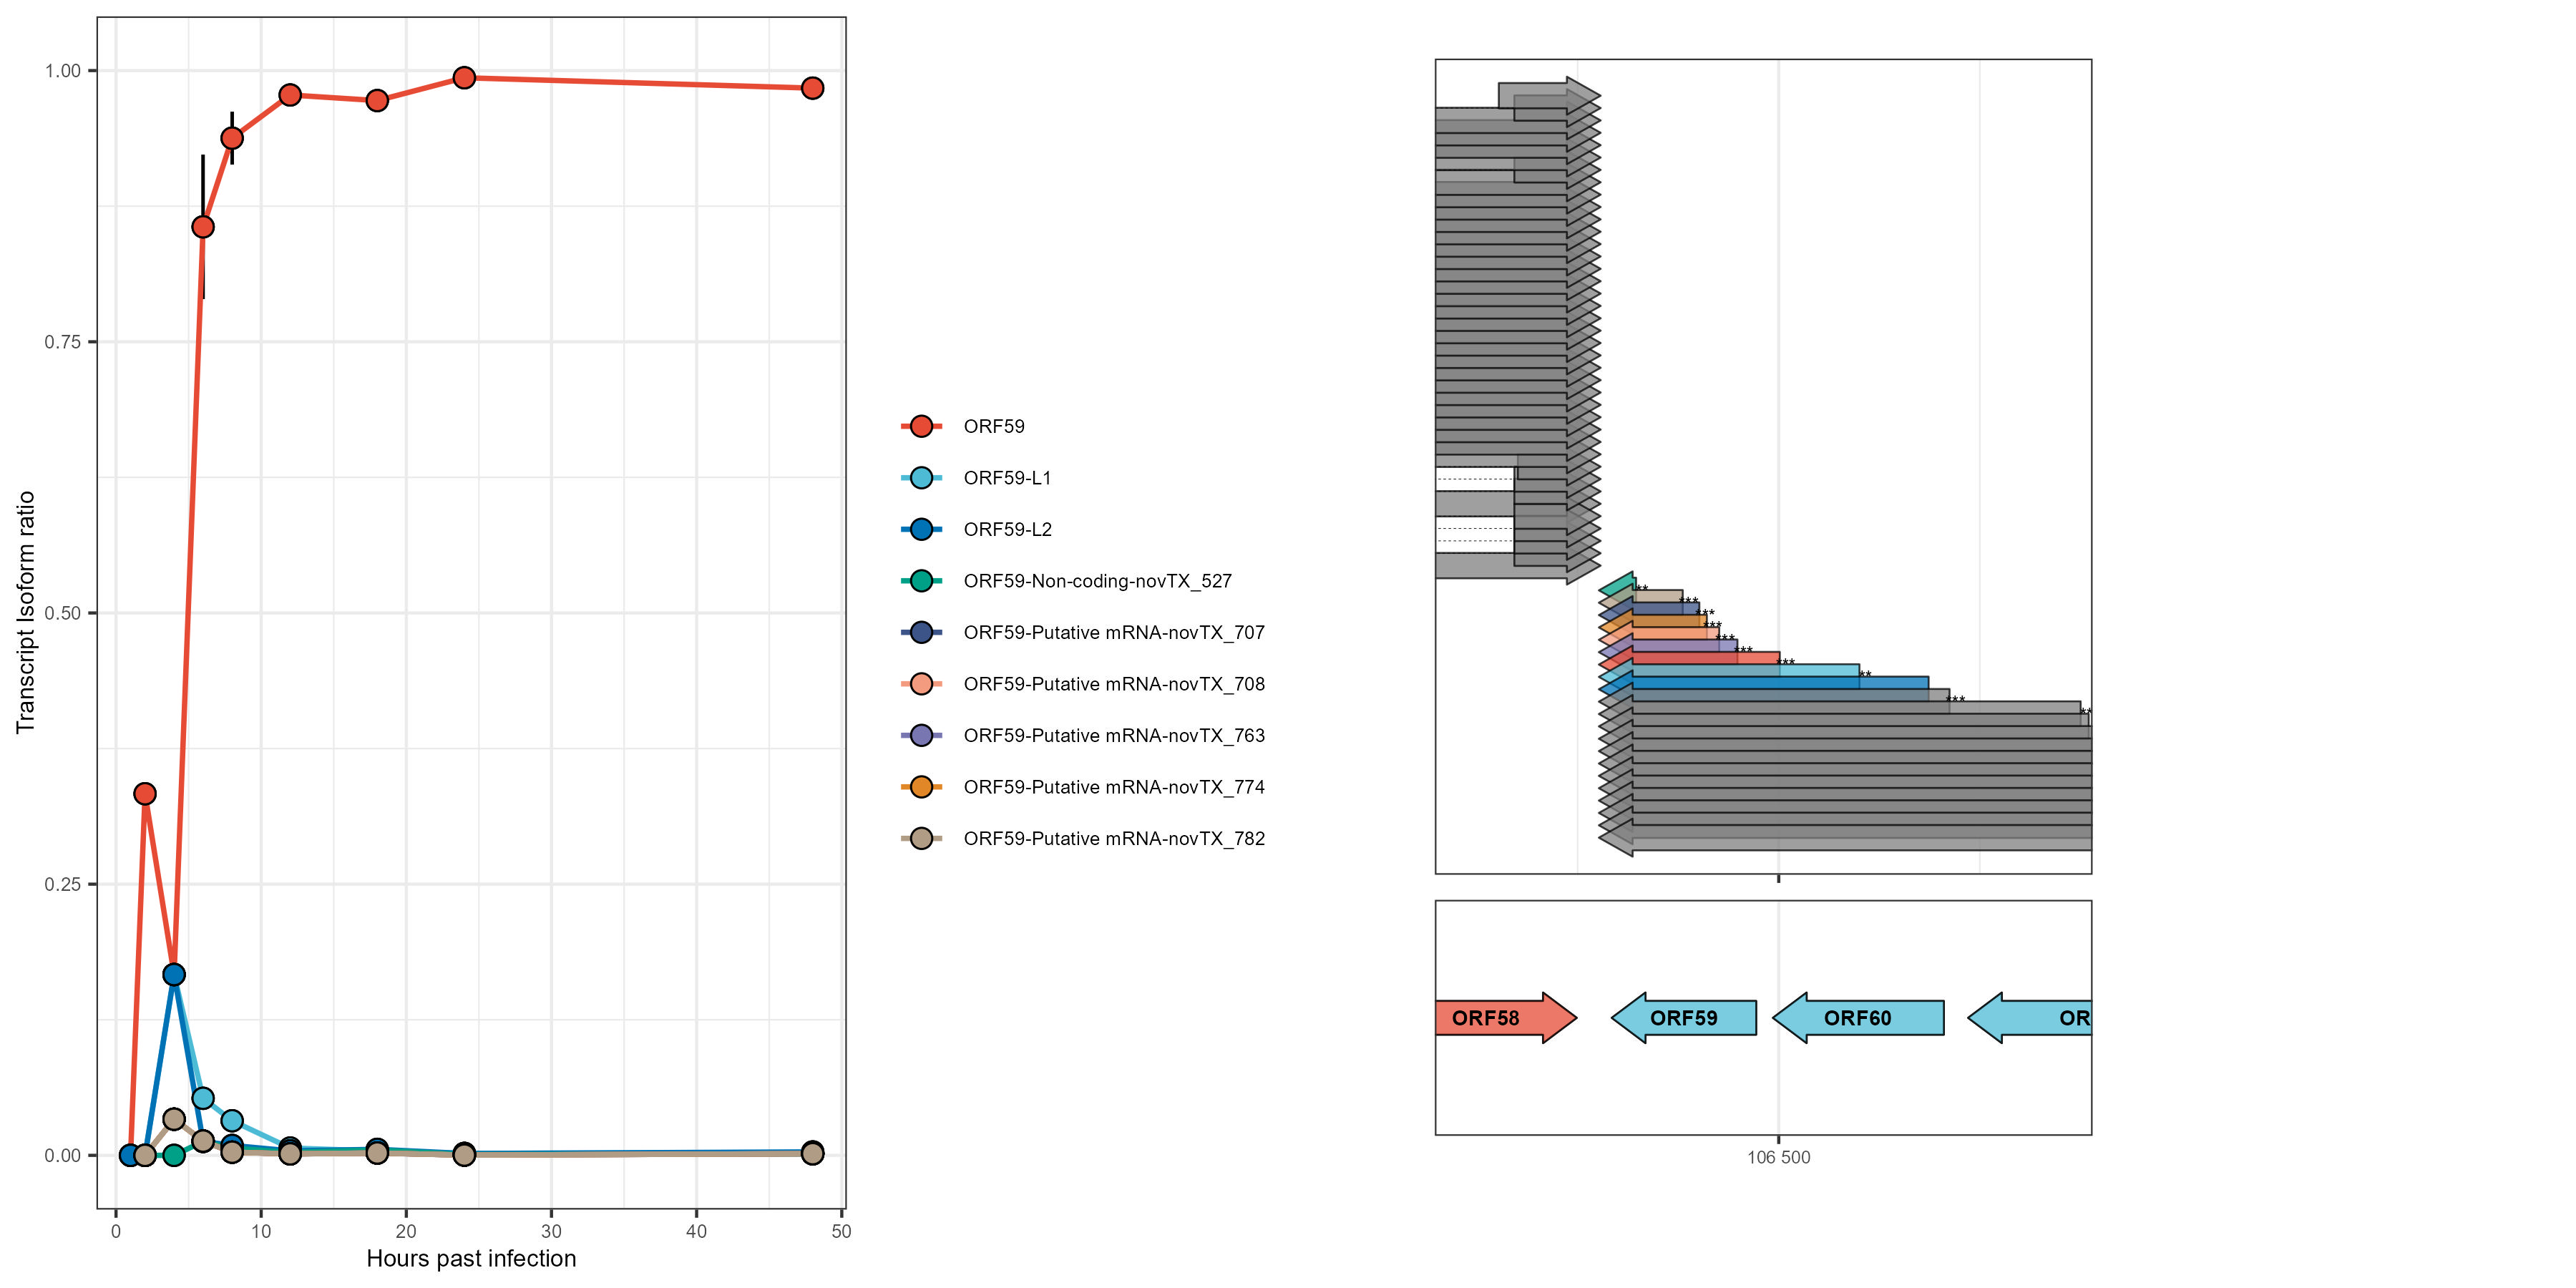 Transcript Isoform ratio
1.00
0.75
0.50
0.25
0.00
0 10 20 30 40 50
Hours past infection
ORF59
ORF59-L1
ORF59-L2
ORF59-Non-coding-novTX_527
ORF59-Putative mRNA-novTX_707
ORF59-Putative mRNA-novTX_708
ORF59-Putative mRNA-novTX_763
ORF59-Putative mRNA-novTX_774
ORF59-Putative mRNA-novTX_782
**
***
***
***
***
***
***
**
***
**
ORF58 ORF59 ORF60 OR
106 500